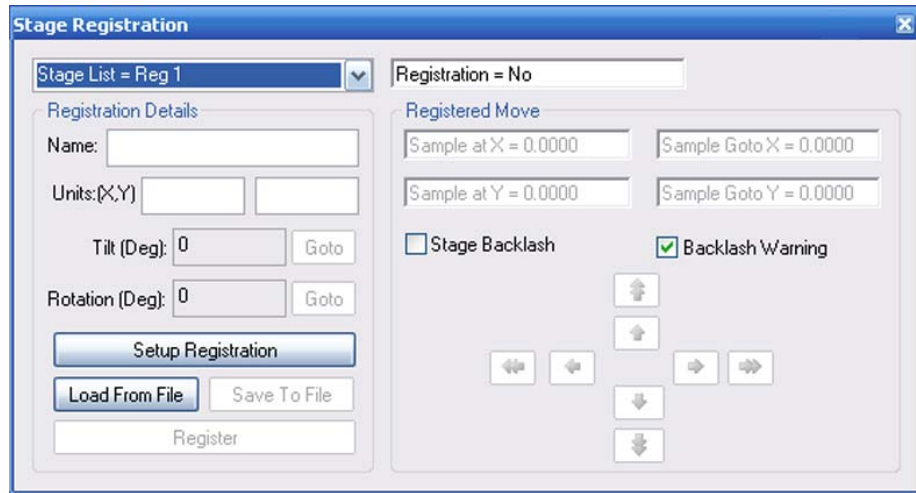 Stage Registration
Stage List = Reg 1
Registration = No
Registration Details
Name:
Units:(X,Y)
Tilt (Deg): 0 Goto
Rotation (Deg): 0 Goto
Setup Registration
Load From File Save To File
Register
Registered Move
Sample at X = 0.0000 Sample Goto X = 0.0000
Sample at Y = 0.0000 Sample Goto Y = 0.0000
Stage Backlash Backlash Warning